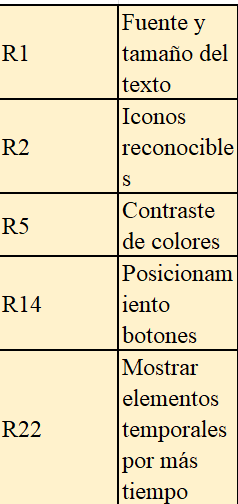 R1
Fuente y
tamaño del
texto
R2
Iconos
reconocible
s
R5
Contraste
de colores
R14
Posicionam
iento
botones
R22
Mostrar
elementos
temporales
por más
tiempo